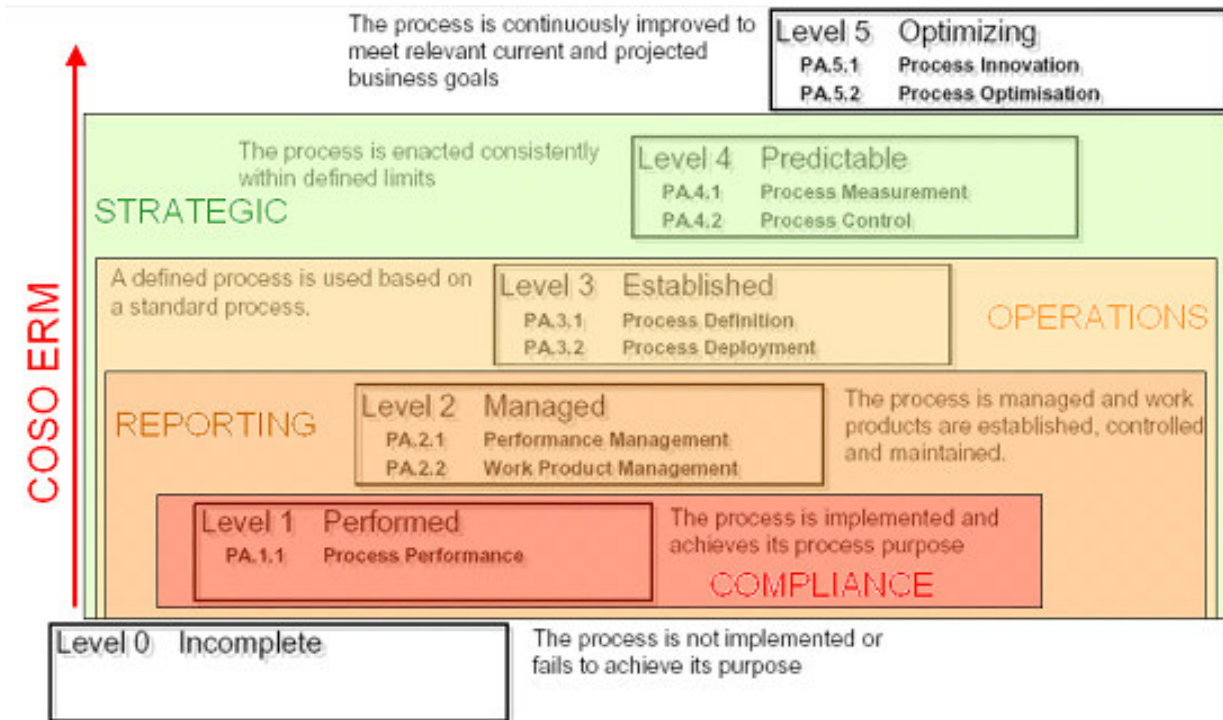 The process is continuously improved to
meet relevant current and projected
business goals
Level 5 Optimizing
PA.5.1 Process Innovation
PA.5.2 Process Optimisation
The process is enacted consistently
within defined limits
Level 4 Predictable
PA.4.1 Process Measurement
PA.4.2 Process Control
STRATEGIC
A defined process is used based on
a standard process.
Level 3 Established
PA.3.1 Process Definition
PA.3.2 Process Deployment
OPERATIONS
COSO ERM
REPORTING
Level 2 Managed
PA.2.1 Performance Management
PA.2.2 Work Product Management
The process is managed and work
products are established, controlled
and maintained.
Level 1 Performed
PA.1.1 Process Performance
The process is implemented and
achieves its process purpose
COMPLIANCE
Level 0 Incomplete
The process is not implemented or
fails to achieve its purpose